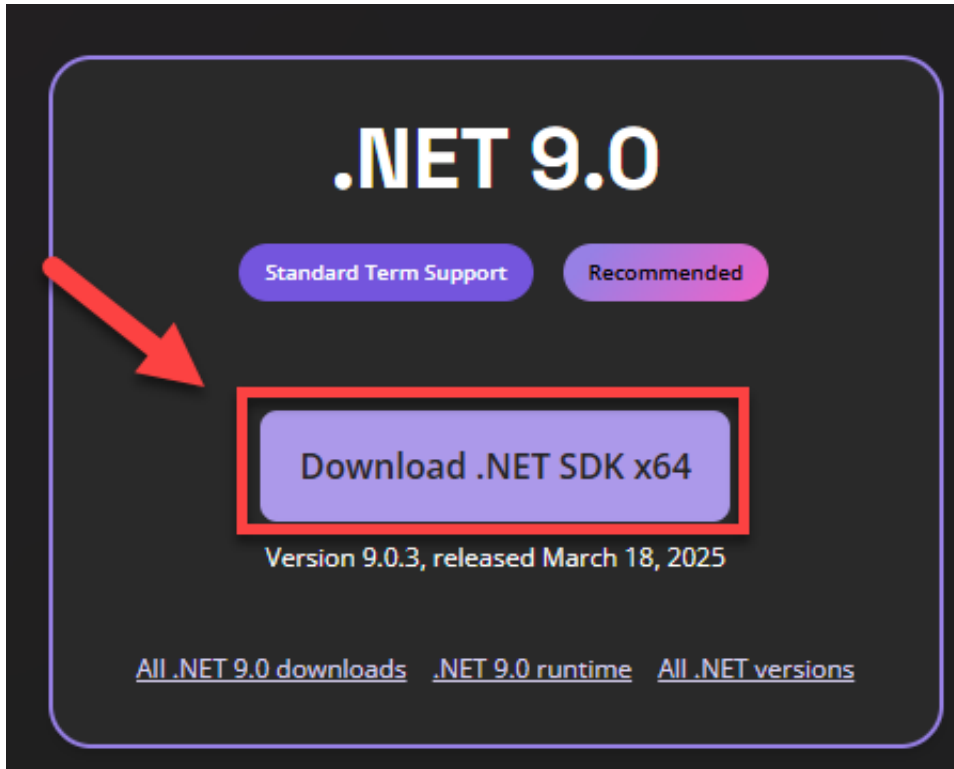 .NET 9.0
Standard Term Support Recommended
Download .NET SDK x64
Version 9.0.3, released March 18, 2025
All .NET 9.0 downloads .NET 9.0 runtime All .NET versions